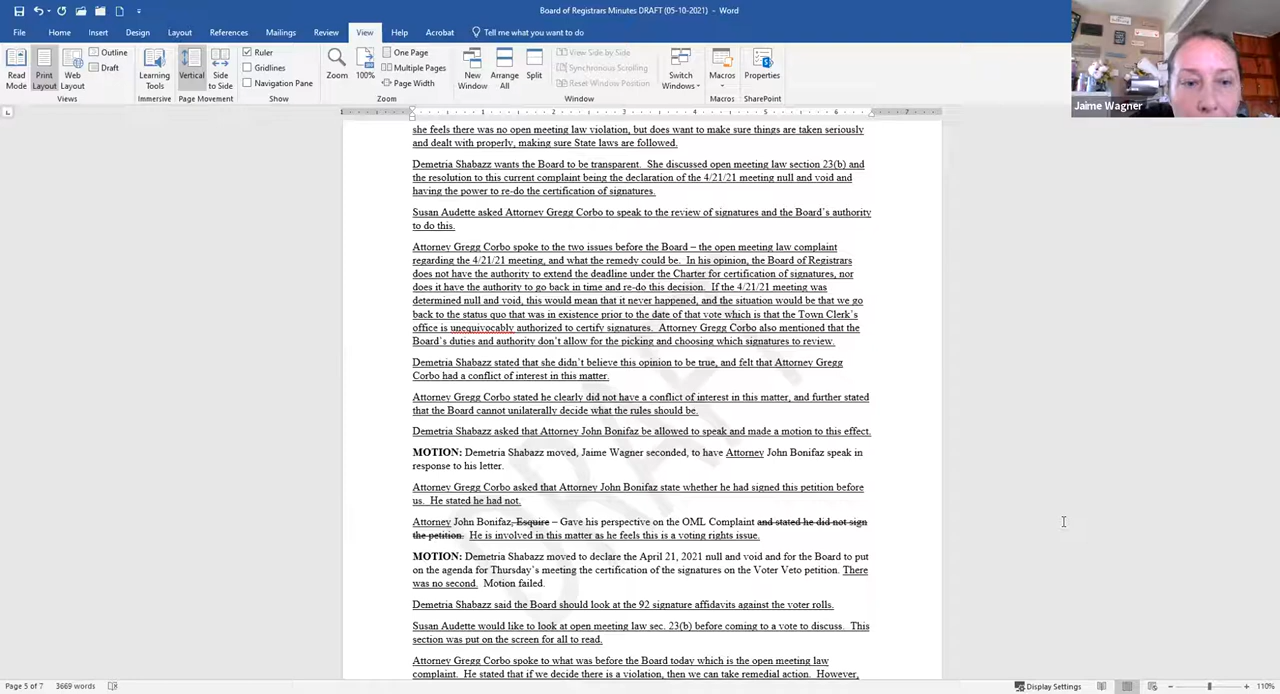 Board of Registrars Minutes DRAFT (05-10-2021) - Word
File Home Insert Design Layout References Mailings Review View Help Acrobat Tell me what you want to do
Read Mode
Print Layout
Web Layout
Outline
Draft
Views
Learning Tools
Immersive
Vertical
Side to Side
Page Movement
Ruler
Gridlines
Navigation Pane
Show
Zoom
100%
One Page
Multiple Pages
Page Width
Zoom
New Window
Arrange All
Split
View Side by Side
Synchronous Scrolling
Reset Window Position
Window
Switch Windows
Macros
Macros
Properties
SharePoint
Jaime Wagner
she feels there was no open meeting law violation, but does want to make sure things are taken seriously
and dealt with properly, making sure State laws are followed.
Demetria Shabazz wants the Board to be transparent. She discussed open meeting law section 23(b) and
the resolution to this current complaint being the declaration of the 4/21/21 meeting null and void and
having the power to re-do the certification of signatures.
Susan Audette asked Attorney Gregg Corbo to speak to the review of signatures and the Board's authority
to do this.
Attorney Gregg Corbo spoke to the two issues before the Board – the open meeting law complaint
regarding the 4/21/21 meeting, and what the remedy could be. In his opinion, the Board of Registrars
does not have the authority to extend the deadline under the Charter for certification of signatures, nor
does it have the authority to go back in time and re-do this decision. If the 4/21/21 meeting was
determined null and void, this would mean that it never happened, and the situation would be that we go
back to the status quo that was in existence prior to the date of that vote which is that the Town Clerk's
office is unequivocably authorized to certify signatures. Attorney Gregg Corbo also mentioned that the
Board's duties and authority don't allow for the picking and choosing which signatures to review.
Demetria Shabazz stated that she didn't believe this opinion to be true, and felt that Attorney Gregg
Corbo had a conflict of interest in this matter.
Attorney Gregg Corbo stated he clearly did not have a conflict of interest in this matter, and further stated
that the Board cannot unilaterally decide what the rules should be.
Demetria Shabazz asked that Attorney John Bonifaz be allowed to speak and made a motion to this effect.
MOTION: Demetria Shabazz moved, Jaime Wagner seconded, to have Attorney John Bonifaz speak in
response to his letter.
Attorney Gregg Corbo asked that Attorney John Bonifaz state whether he had signed this petition before
us. He stated he had not.
Attorney John Bonifaz, Esquire – Gave his perspective on the OML Complaint and stated he did not sign
the petition. He is involved in this matter as he feels this is a voting rights issue.
MOTION: Demetria Shabazz moved to declare the April 21, 2021 null and void and for the Board to put
on the agenda for Thursday's meeting the certification of the signatures on the Voter Veto petition. There
was no second. Motion failed.
Demetria Shabazz said the Board should look at the 92 signature affidavits against the voter rolls.
Susan Audette would like to look at open meeting law sec. 23(b) before coming to a vote to discuss. This
section was put on the screen for all to read.
Attorney Gregg Corbo spoke to what was before the Board today which is the open meeting law
complaint. He stated that if we decide there is a violation, then we can take remedial action. However,
DRAFT
Page 5 of 7 3669 words
Display Settings
110%